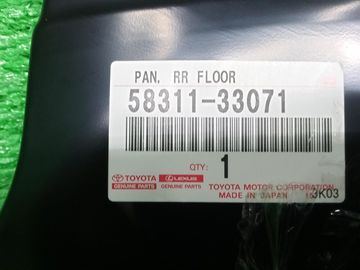 PAN, RR FLOOR
58311-33071
QTY: 1
TOYOTA LEXUS
GENUINE PARTS GENUINE PARTS
TOYOTA MOTOR CORPORATION
MADE IN JAPAN